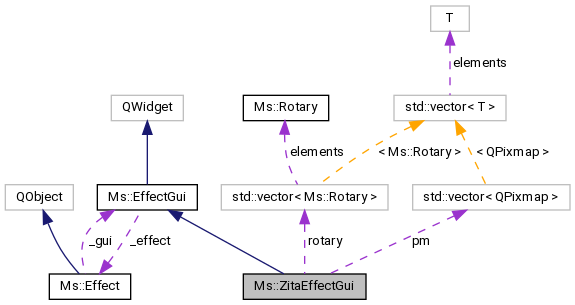 T
elements
QWidget
Ms::Rotary
std::vector< T >
elements
< Ms::Rotary >
< QPixmap >
QObject
Ms::EffectGui
std::vector< Ms::Rotary >
std::vector< QPixmap >
_gui
_effect
rotary
pm
Ms::Effect
Ms::ZitaEffectGui